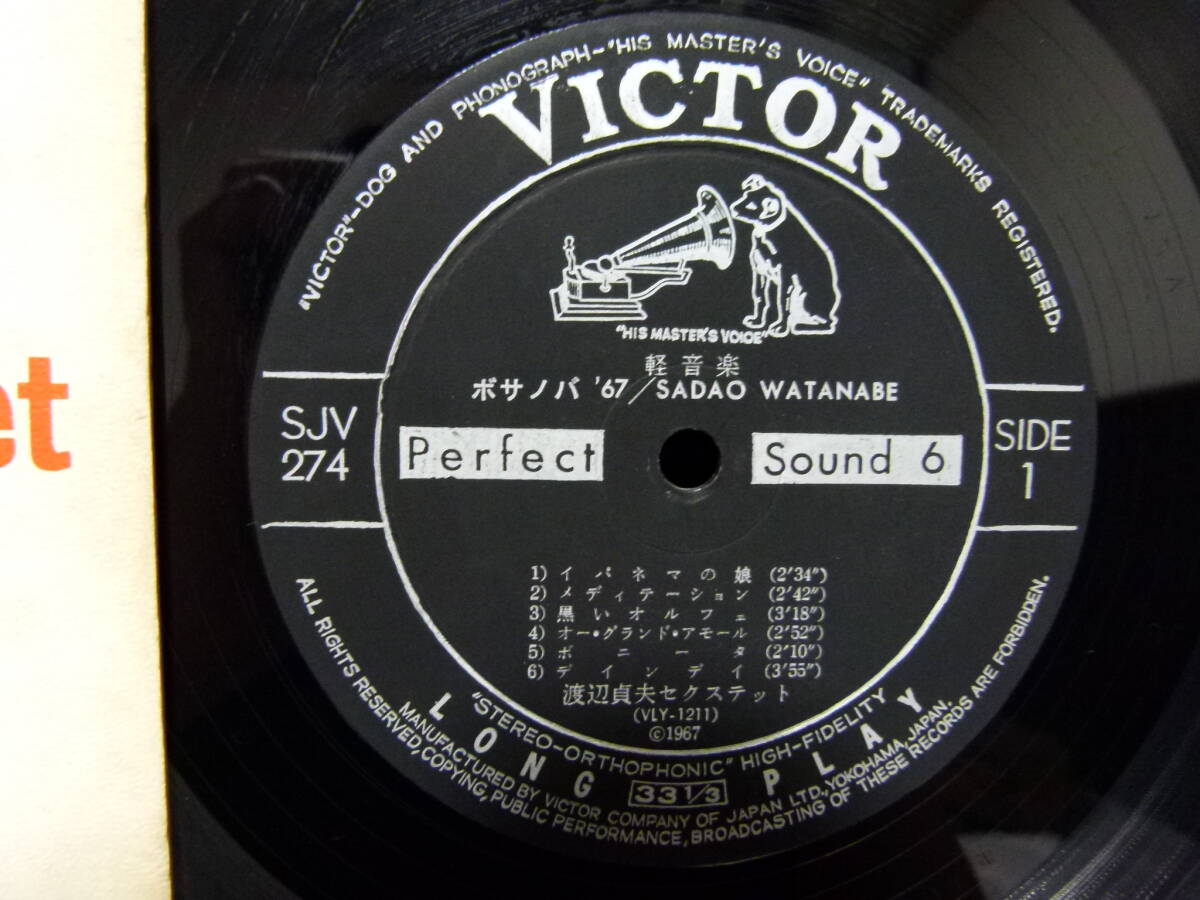 "VICTOR"–DOG AND PHONOGRAPH–"HIS MASTER'S VOICE" TRADEMARKS REGISTERED.
VICTOR
"HIS MASTER'S VOICE"
軽音楽
ボサノバ '67/SADAO WATANABE
et
SJV
274
Perfect Sound 6
SIDE
1
1) イパネマの娘 (2'34")
2) メディテーション (2'42")
3) 黒いオルフェ (3'18")
4) オー・グランド・アモール (2'52")
5) ボニータ (2'10")
6) デインデイ (3'55")
渡辺貞夫セクステット
(VLY-1211)
©1967
"STEREO-ORTHOPHONIC" HIGH-FIDELITY
LONG 33 1/3 PLAY
MANUFACTURED BY VICTOR COMPANY OF JAPAN LTD., YOKOHAMA, JAPAN.
ALL RIGHTS RESERVED, COPYING, PUBLIC PERFORMANCE, BROADCASTING OF THESE RECORDS ARE FORBIDDEN.